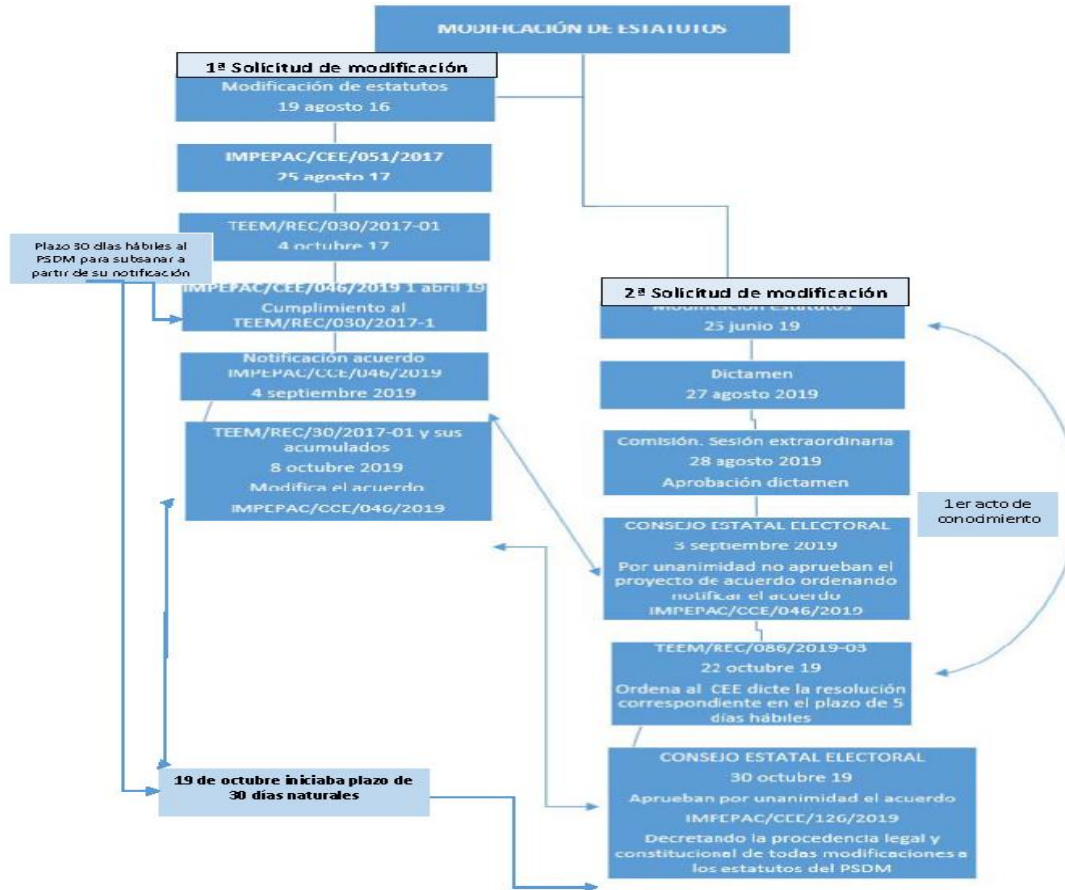 MODIFICACIÓN DE ESTATUTOS
1ª Solicitud de modificación
Modificación de estatutos
19 agosto 16
IMPEPAC/CEE/051/2017
25 agosto 17
TEEM/REC/030/2017-01
4 octubre 17
Plazo 30 días hábiles al
PSDM para subsanar a
partir de su notificación
IMPEPAC/CEE/046/2019 1 abril 19
Cumplimiento al
TEEM/REC/030/2017-1
Notificación acuerdo
IMPEPAC/CCE/046/2019
4 septiembre 2019
TEEM/REC/30/2017-01 y sus
acumulados
8 octubre 2019
Modifica el acuerdo
IMPEPAC/CCE/046/2019
19 de octubre iniciaba plazo de
30 días naturales
2ª Solicitud de modificación
Modificación Estatutos
25 junio 19
Dictamen
27 agosto 2019
Comisión. Sesión extraordinaria
28 agosto 2019
Aprobación dictamen
CONSEJO ESTATAL ELECTORAL
3 septiembre 2019
Por unanimidad no aprueban el
proyecto de acuerdo ordenando
notificar el acuerdo
IMPEPAC/CCE/046/2019
1er acto de
conocimiento
TEEM/REC/086/2019-03
22 octubre 19
Ordena al CEE dicte la resolución
correspondiente en el plazo de 5
días hábiles
CONSEJO ESTATAL ELECTORAL
30 octubre 19
Aprueban por unanimidad el acuerdo
IMPEPAC/CEE/126/2019
Decretando la procedencia legal y
constitucional de todas modificaciones a
los estatutos del PSDM